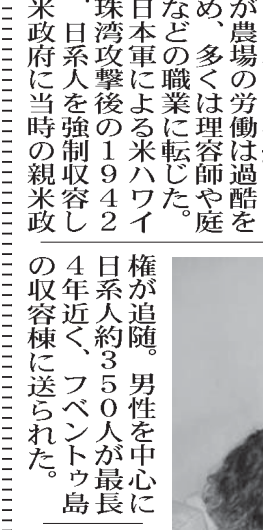 が農場の労働は過酷を
め、多くは理容師や庭
などの職業に転じた。
日本軍による米ハワイ
珠湾攻撃後の１９４２
、日系人を強制収容し
米政府に当時の親米政
権が追随。男性を中心に
日系人約３５０人が最長
４年近く、フベントゥ島
の収容棟に送られた。